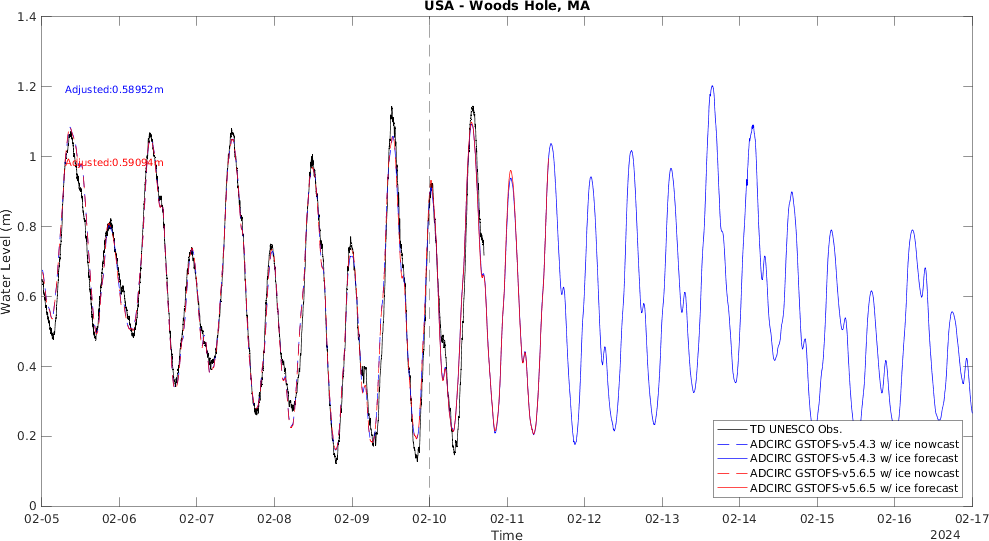 USA - Woods Hole, MA
1.4
1.2
1
0.8
0.6
0.4
0.2
0
Water Level (m)
Adjusted:0.58952m
Adjusted:0.59094m
TD UNESCO Obs.
ADCIRC GSTOFS-v5.4.3 w/ ice nowcast
ADCIRC GSTOFS-v5.4.3 w/ ice forecast
ADCIRC GSTOFS-v5.6.5 w/ ice nowcast
ADCIRC GSTOFS-v5.6.5 w/ ice forecast
02-05 02-06 02-07 02-08 02-09 02-10 02-11 02-12 02-13 02-14 02-15 02-16 02-17
Time
2024